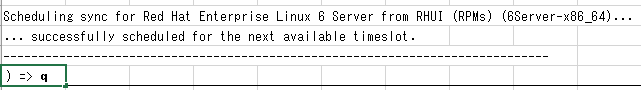 Scheduling sync for Red Hat Enterprise Linux 6 Server from RHUI (RPMs) (6Server-x86_64)...
... successfully scheduled for the next available timeslot.
------------------------------------------------------------------------------
) => q